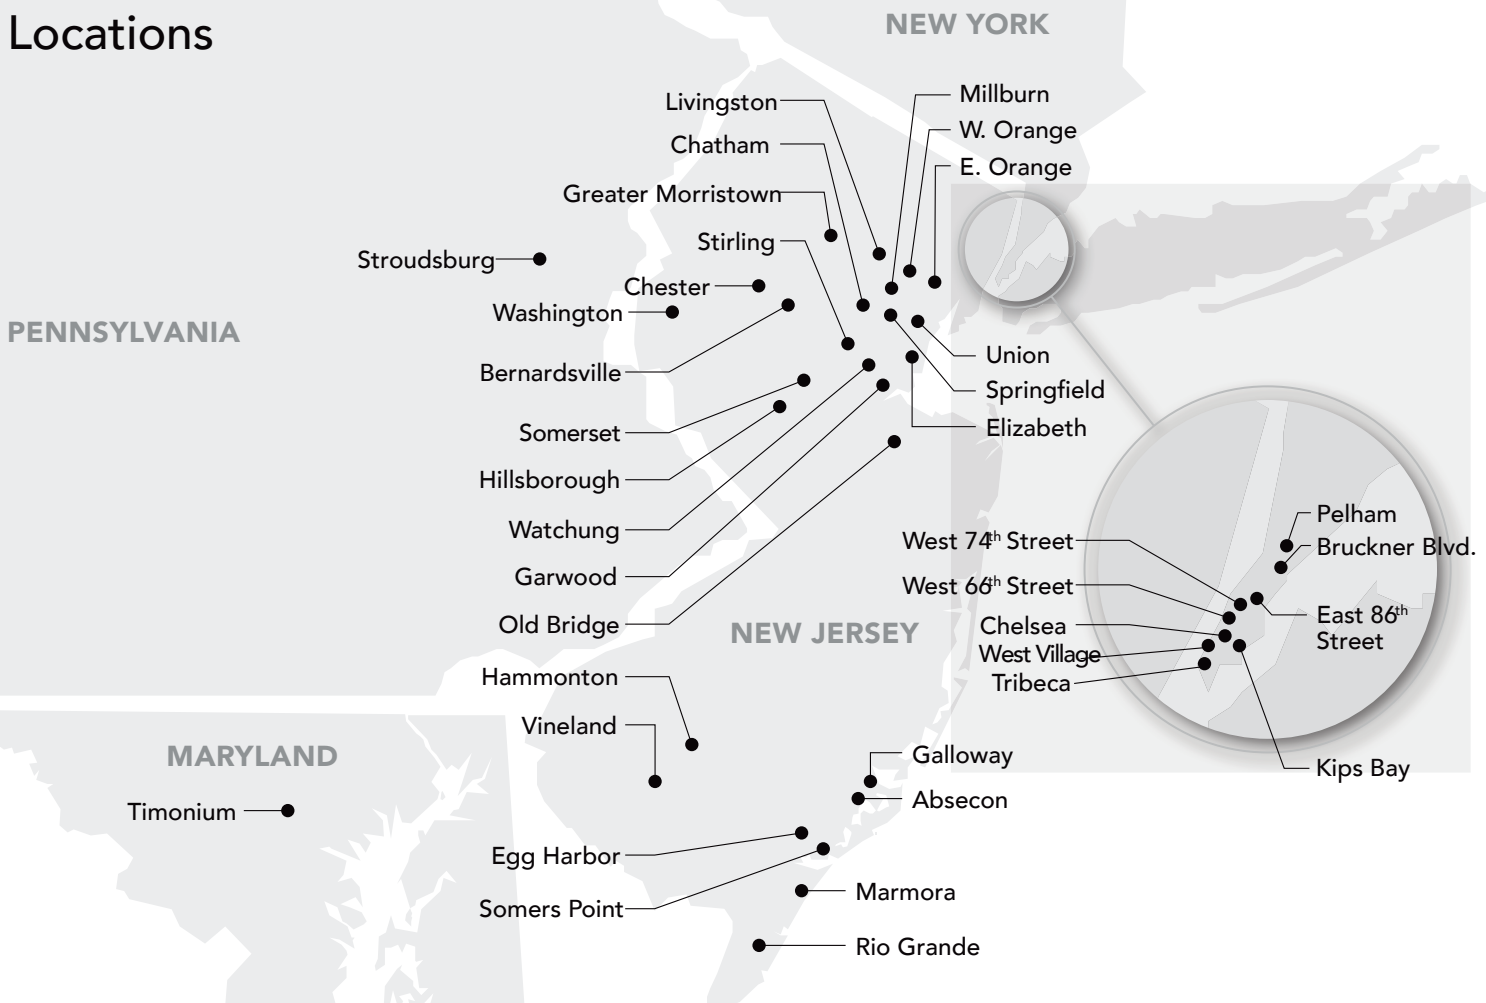 Locations
NEW YORK
Livingston
Millburn
Chatham
W. Orange
E. Orange
Greater Morristown
Stirling
Stroudsburg
Chester
Washington
PENNSYLVANIA
Union
Bernardsville
Springfield
Elizabeth
Somerset
Hillsborough
Watchung
Garwood
Old Bridge
Pelham
West 74th Street
Bruckner Blvd.
West 66th Street
East 86th
Street
Chelsea
West Village
Tribeca
NEW JERSEY
Hammonton
Vineland
MARYLAND
Galloway
Kips Bay
Timonium
Absecon
Egg Harbor
Marmora
Somers Point
Rio Grande